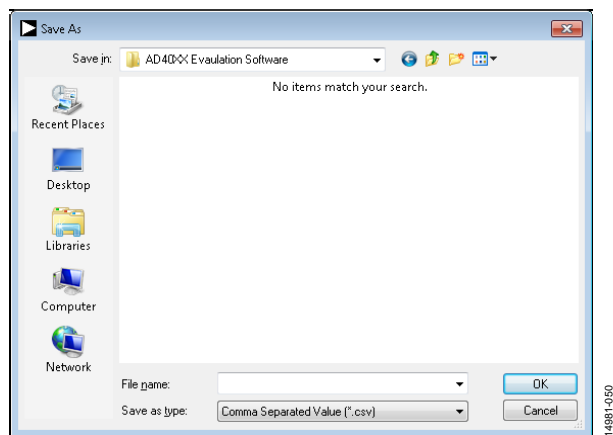 Save As
Save in: AD40XX Evaulation Software
No items match your search.
Recent Places
Desktop
Libraries
Computer
Network
File name: OK
Save as type: Comma Separated Value (*.csv) Cancel
14681-050